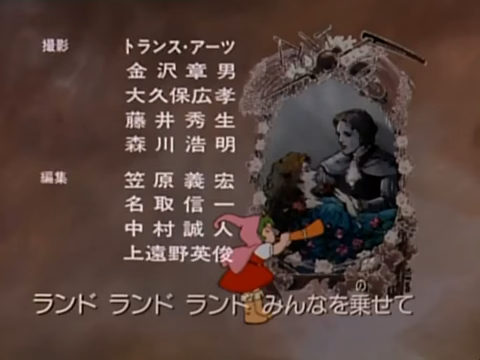 撮影 トランス・アーツ
金沢章男
大久保広孝
藤井秀生
森川浩明
編集 笠原義宏
名取信一
中村誠人
上遠野英俊
の
ランド ランド ランド みんなを乗せて